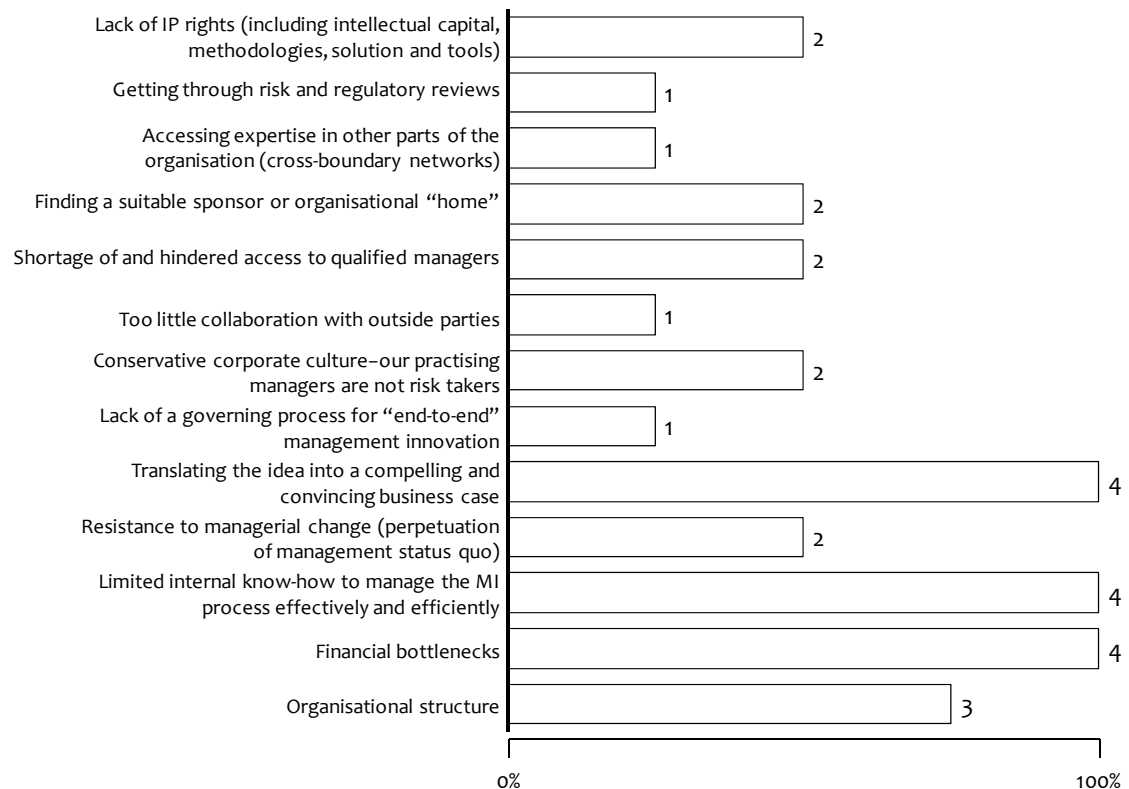 Lack of IP rights (including intellectual capital,
methodologies, solution and tools)
2
Getting through risk and regulatory reviews
1
Accessing expertise in other parts of the
organisation (cross-boundary networks)
1
Finding a suitable sponsor or organisational “home”
2
Shortage of and hindered access to qualified managers
2
Too little collaboration with outside parties
1
Conservative corporate culture–our practising
managers are not risk takers
2
Lack of a governing process for “end-to-end”
management innovation
1
Translating the idea into a compelling and
convincing business case
4
Resistance to managerial change (perpetuation
of management status quo)
2
Limited internal know-how to manage the MI
process effectively and efficiently
4
Financial bottlenecks
4
Organisational structure
3
0%
100%